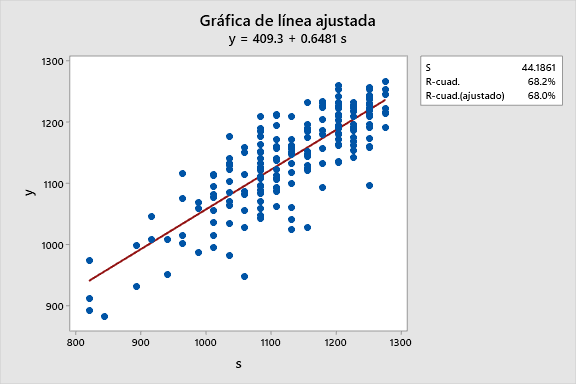 Gráfica de línea ajustada
y = 409.3 + 0.6481 s
S 44.1861
R-cuad. 68.2%
R-cuad.(ajustado) 68.0%
1300
1200
1100
1000
900
y
800 900 1000 1100 1200 1300
s